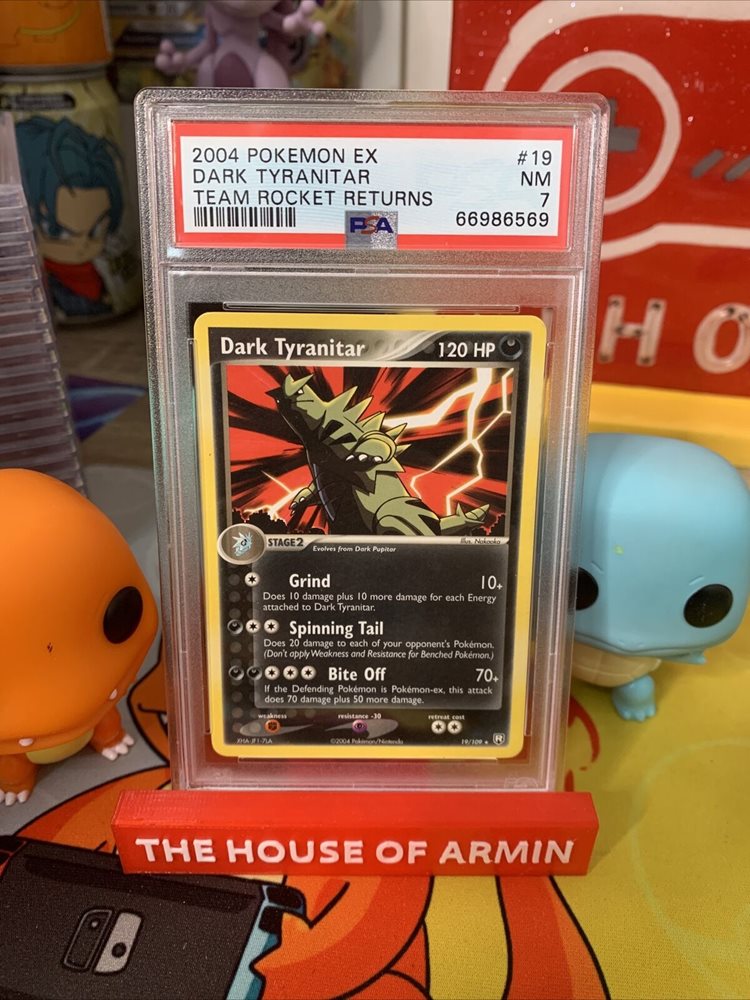 2004 POKEMON EX #19
DARK TYRANITAR NM
TEAM ROCKET RETURNS 7
PSA 66986569
Dark Tyranitar 120 HP
STAGE 2 Evolves from Dark Pupitar
Illus. Nakaoka
Grind 10+
Does 10 damage plus 10 more damage for each Energy
attached to Dark Tyranitar.
Spinning Tail
Does 20 damage to each of your opponent's Pokémon.
(Don't apply Weakness and Resistance for Benched Pokémon.)
Bite Off 70+
If the Defending Pokémon is Pokémon-ex, this attack
does 70 damage plus 50 more damage.
weakness resistance -30 retreat cost
©2004 Pokémon/Nintendo 19/109 ★ R
THE HOUSE OF ARMIN
H O